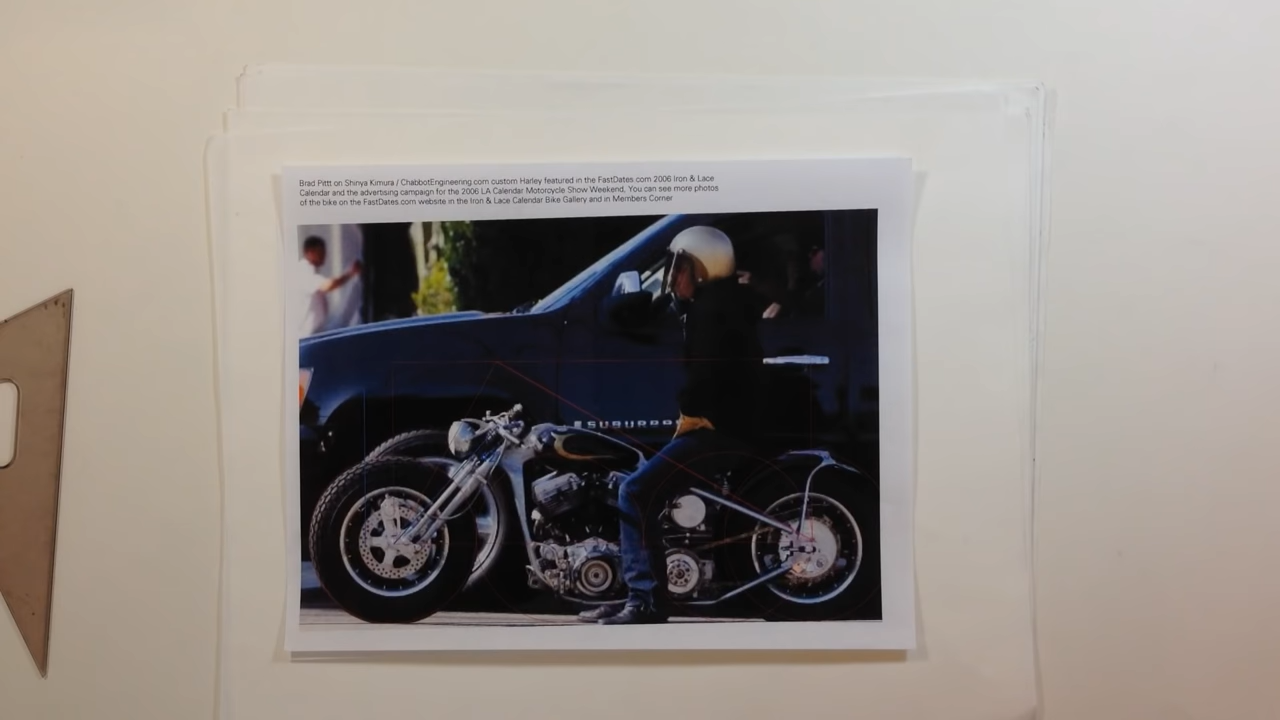 Brad Pittt on Shinya Kimura / ChabbotEngineering.com custom Harley featured in the FastDates.com 2006 Iron & Lace
Calendar and the advertising campaign for the 2006 LA Calendar Motorcycle Show Weekend, You can see more photos
of the bike on the FastDates.com website in the Iron & Lace Calendar Bike Gallery and in Members Corner
SUBURBAN